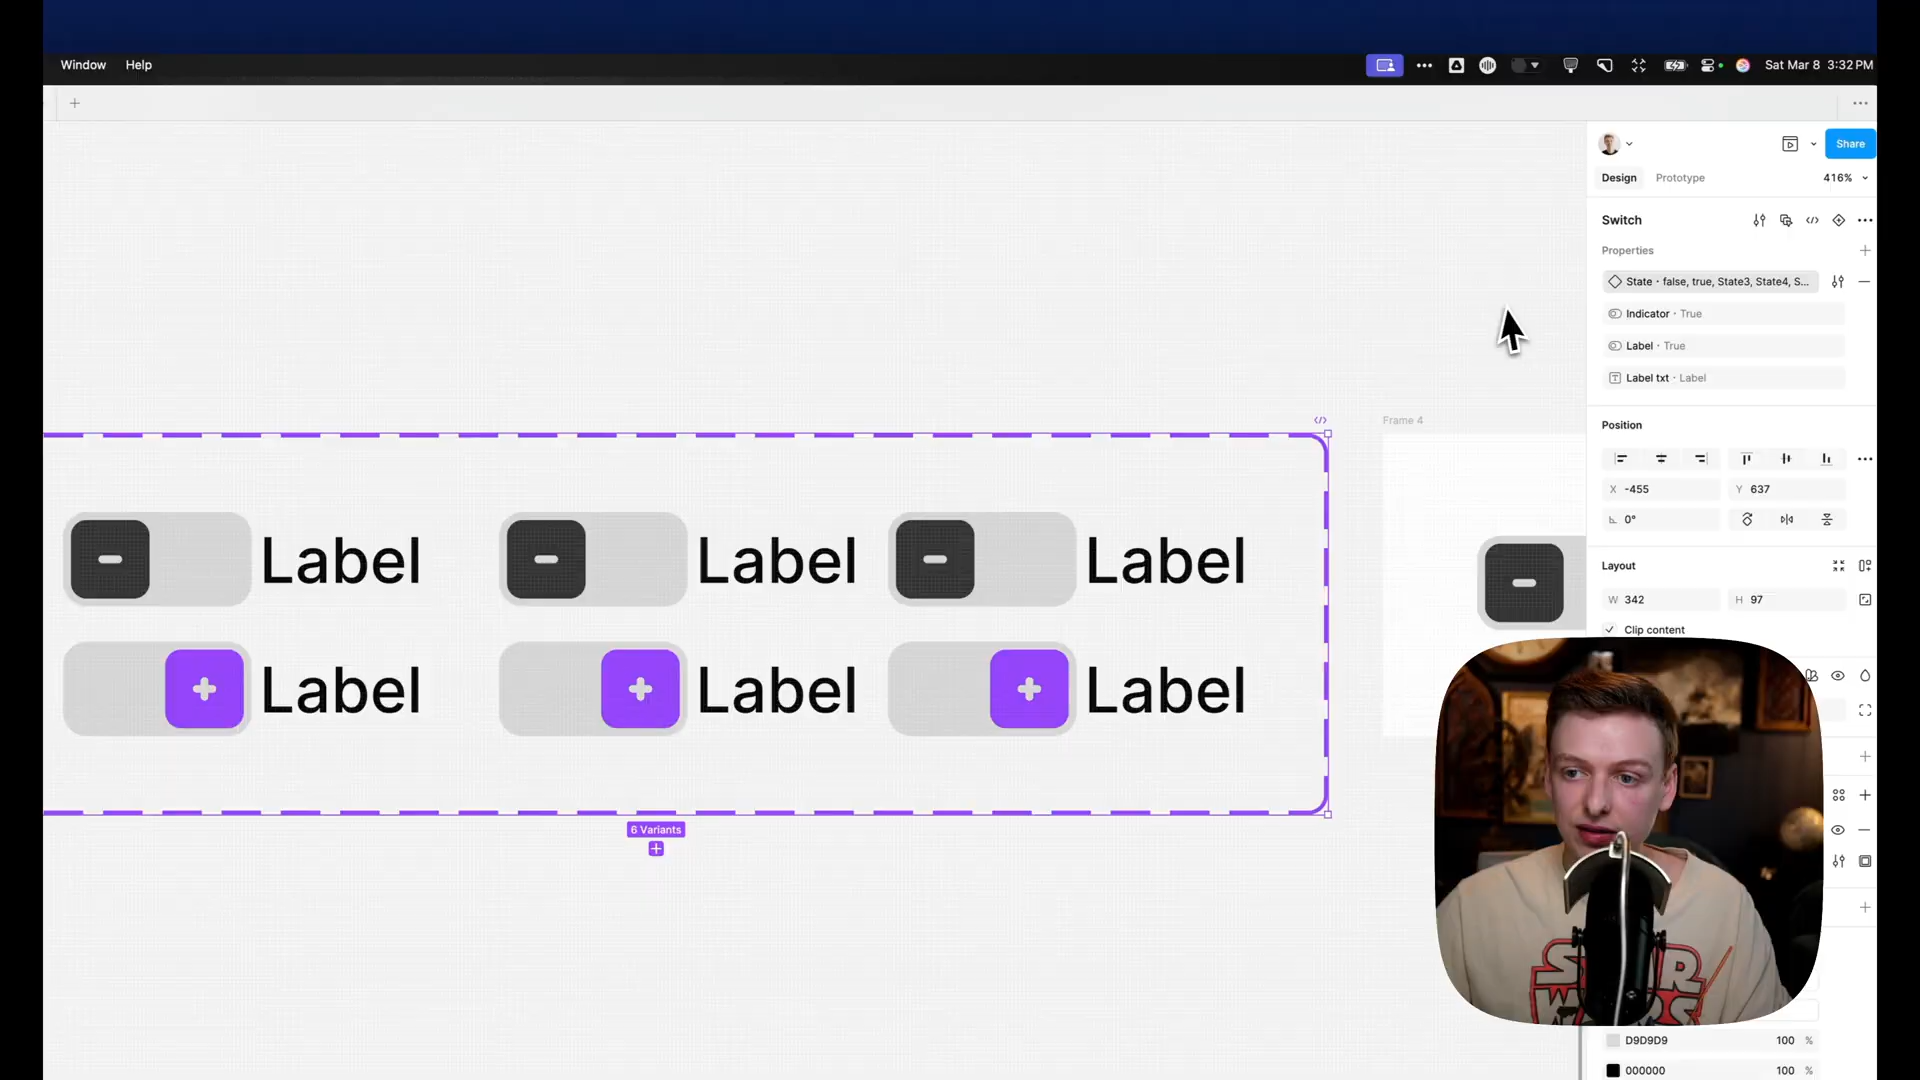 Window Help
Sat Mar 8 3:32 PM
Share
Design Prototype
416%
Switch
Properties
State · false, true, State3, State4, S...
Indicator · True
Label · True
Label txt · Label
Position
X -455
Y 637
0°
Layout
W 342
H 97
Clip content
Frame 4
Label Label Label
Label Label Label
6 Variants
STAR
WARS
D9D9D9 100 %
000000 100 %